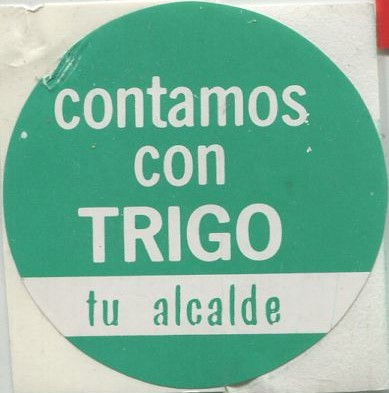 contamos
con
TRIGO
tu alcalde